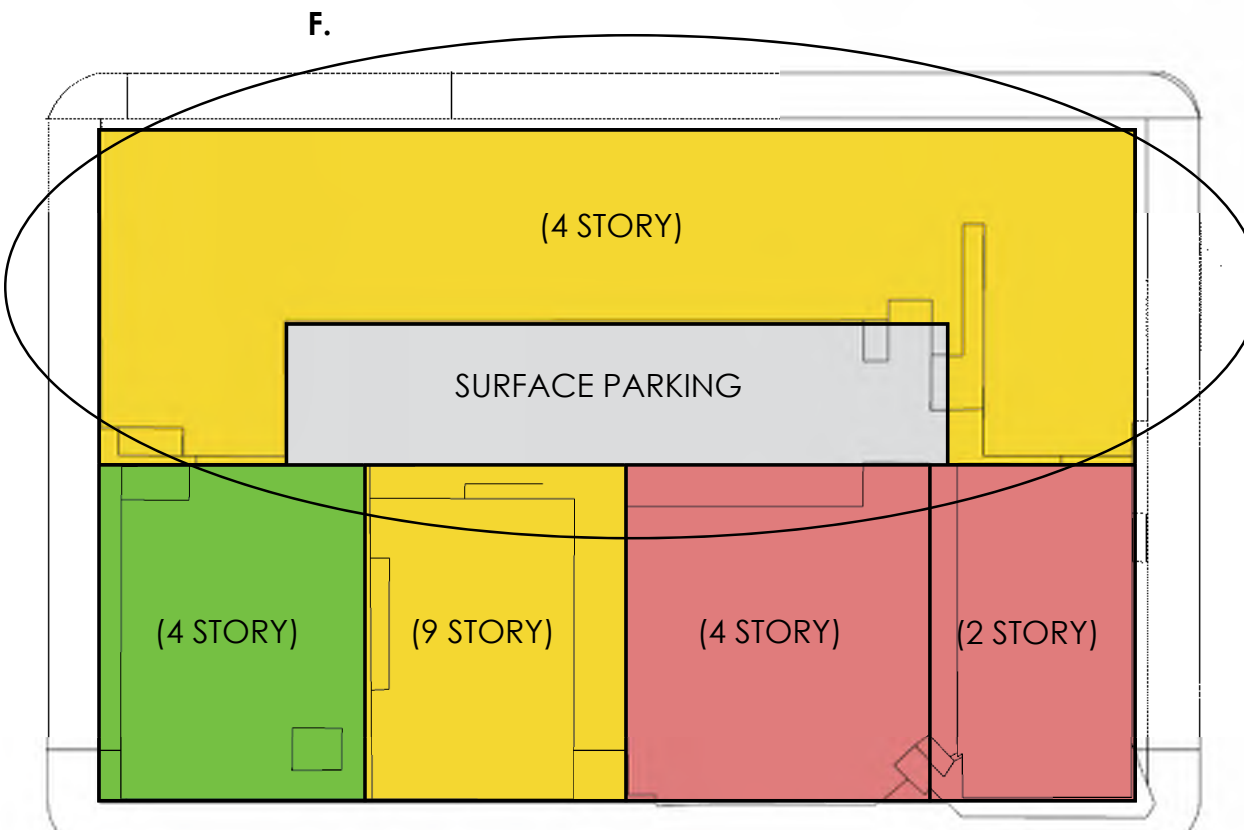 F.
(4 STORY)
SURFACE PARKING
(4 STORY)
(9 STORY)
(4 STORY)
(2 STORY)